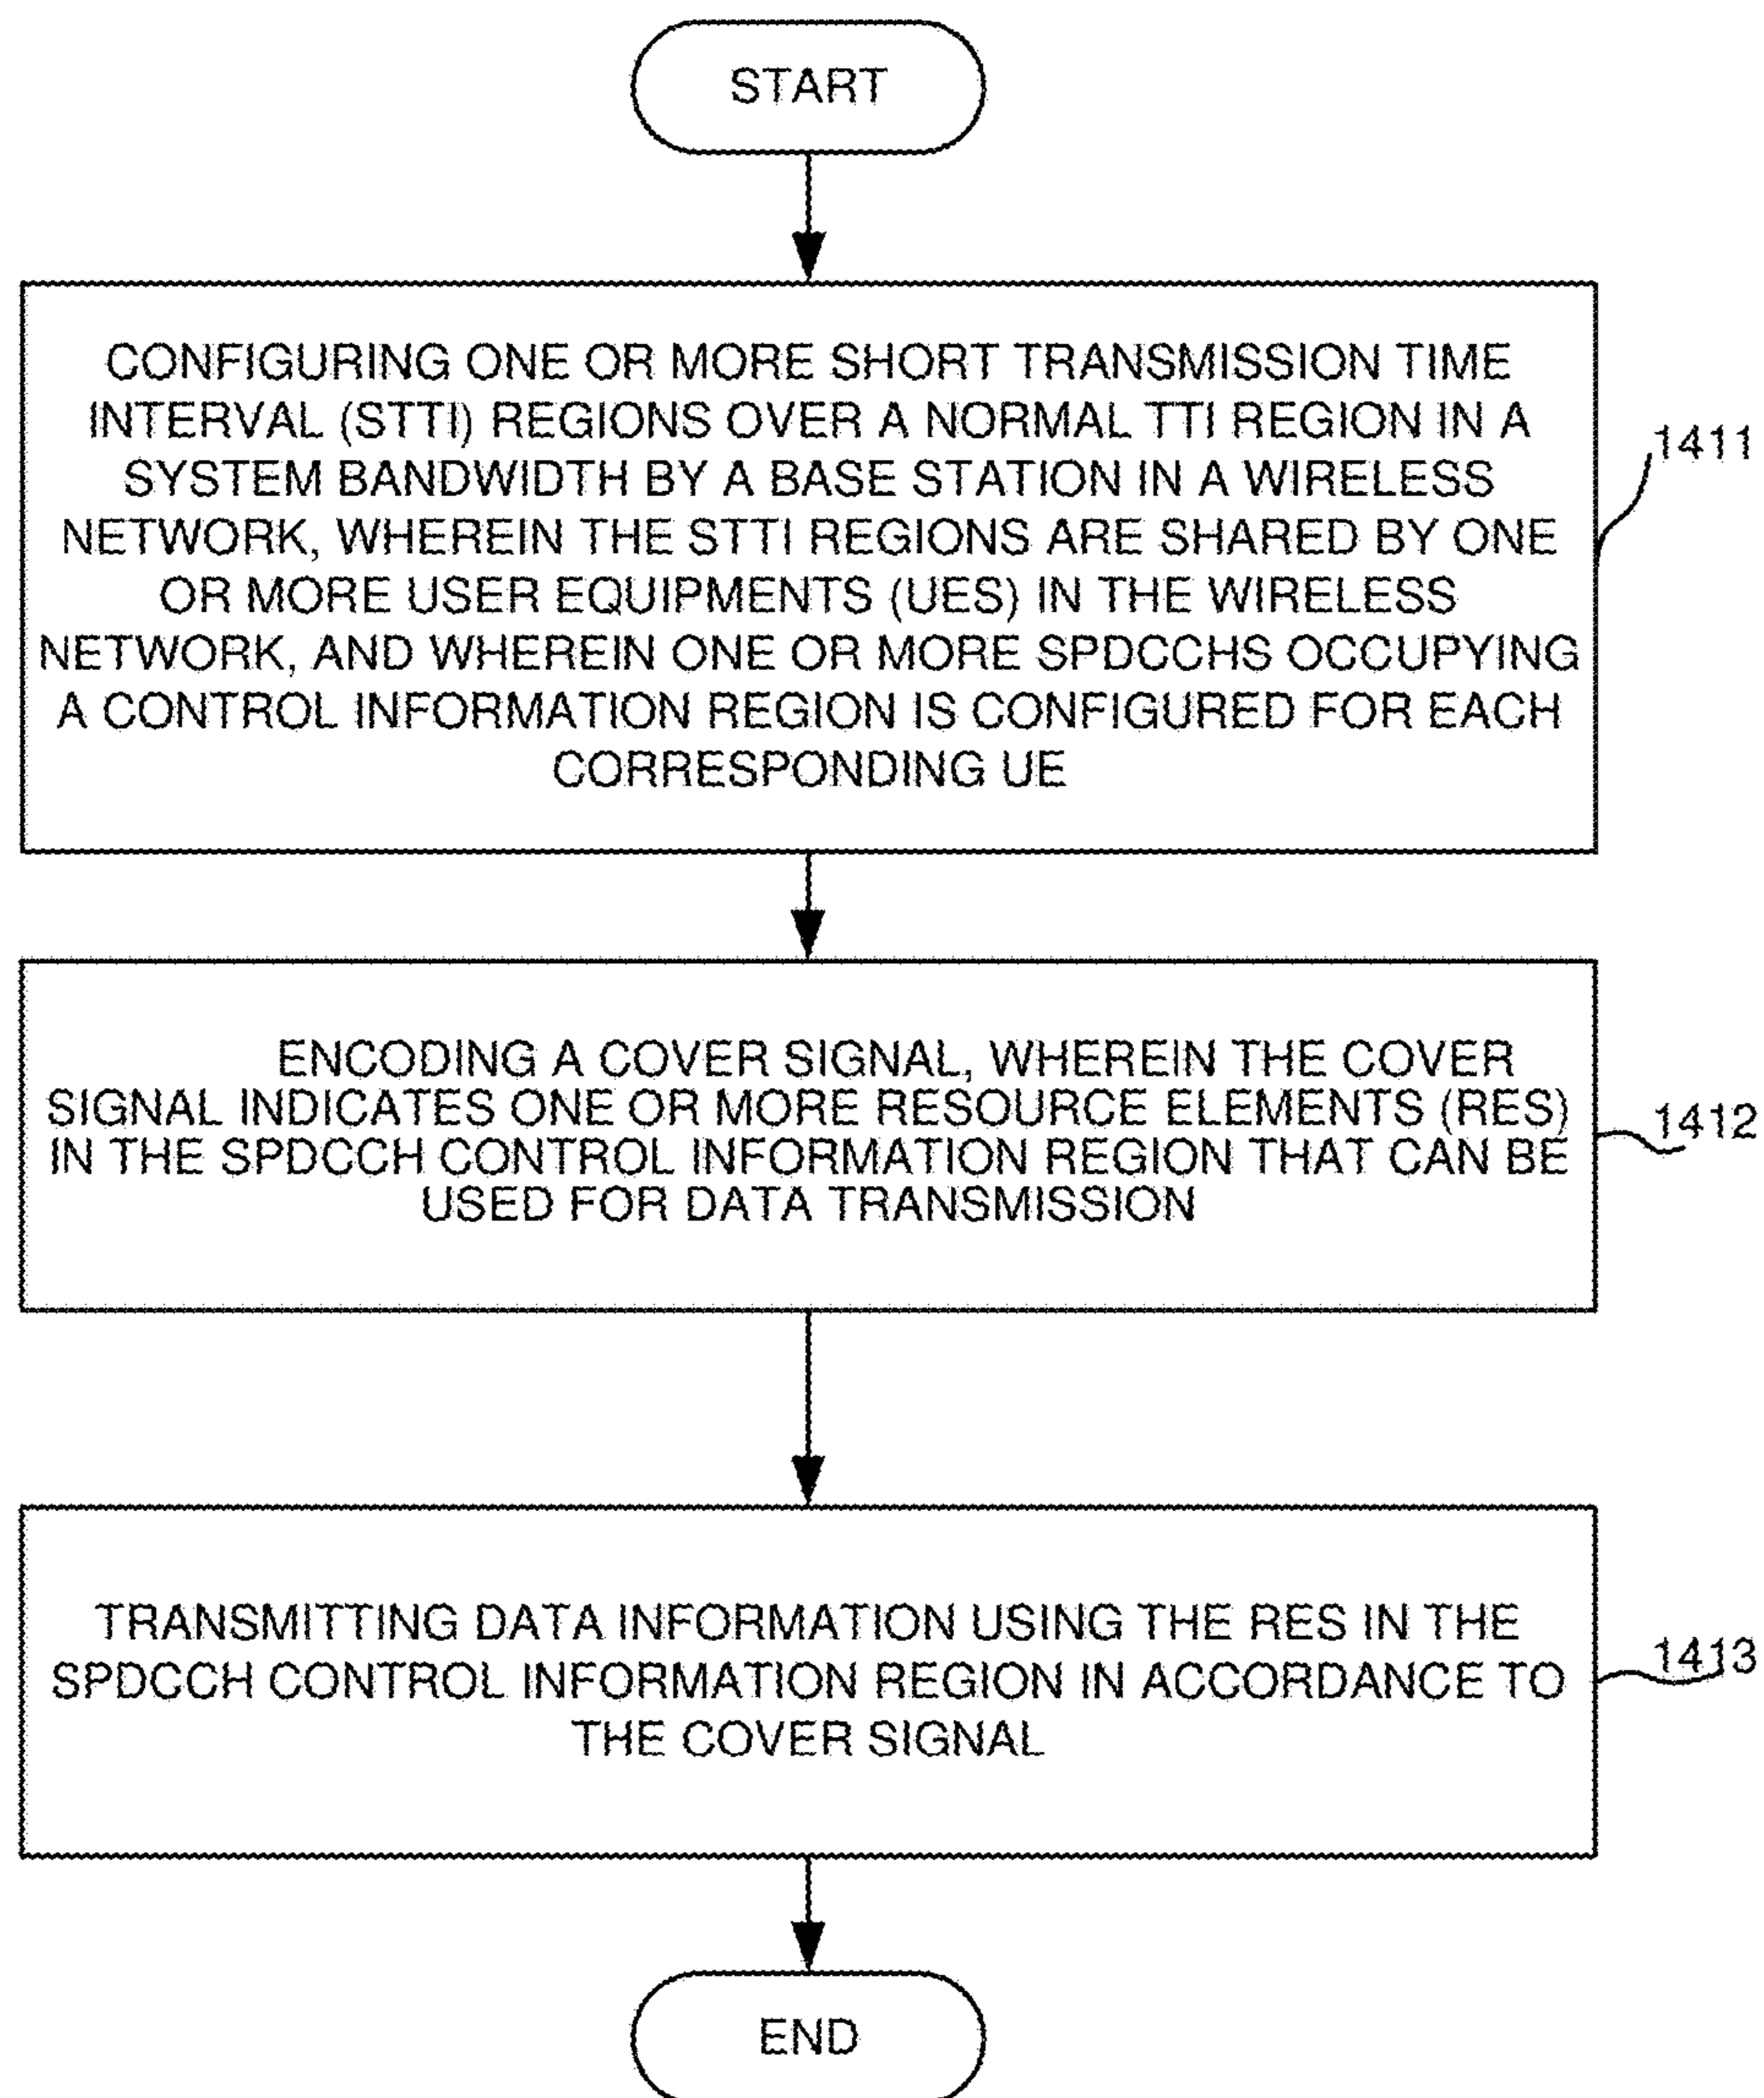 START
CONFIGURING ONE OR MORE SHORT TRANSMISSION TIME
INTERVAL (STTI) REGIONS OVER A NORMAL TTI REGION IN A
SYSTEM BANDWIDTH BY A BASE STATION IN A WIRELESS
NETWORK, WHEREIN THE STTI REGIONS ARE SHARED BY ONE
OR MORE USER EQUIPMENTS (UES) IN THE WIRELESS
NETWORK, AND WHEREIN ONE OR MORE SPDCCHS OCCUPYING
A CONTROL INFORMATION REGION IS CONFIGURED FOR EACH
CORRESPONDING UE
1411
ENCODING A COVER SIGNAL, WHEREIN THE COVER
SIGNAL INDICATES ONE OR MORE RESOURCE ELEMENTS (RES)
IN THE SPDCCH CONTROL INFORMATION REGION THAT CAN BE
USED FOR DATA TRANSMISSION
1412
TRANSMITTING DATA INFORMATION USING THE RES IN THE
SPDCCH CONTROL INFORMATION REGION IN ACCORDANCE TO
THE COVER SIGNAL
1413
END